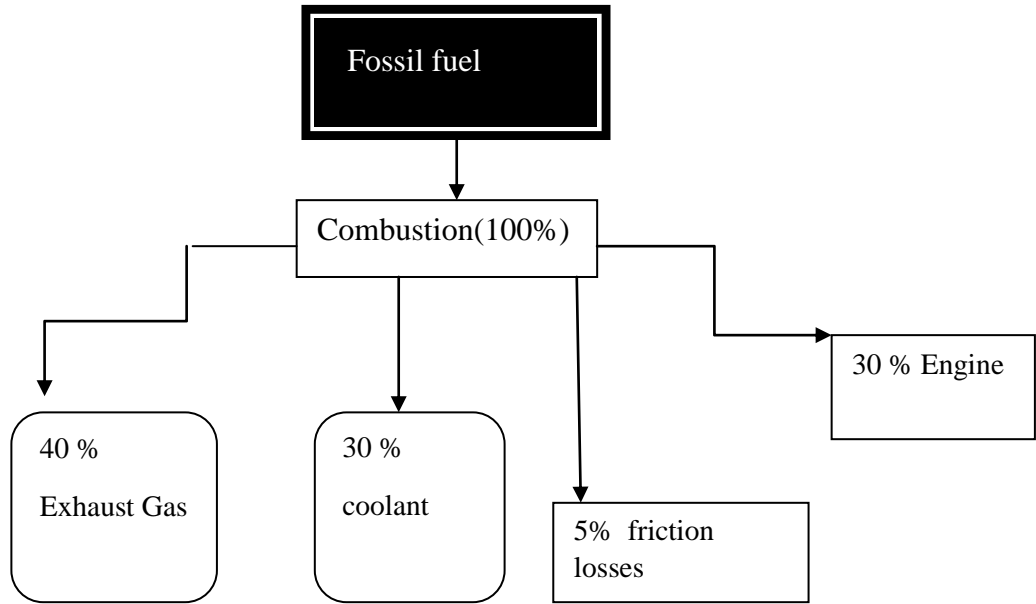 Fossil fuel
Combustion(100%)
30 % Engine
40 %
Exhaust Gas
30 %
coolant
5%  friction
losses